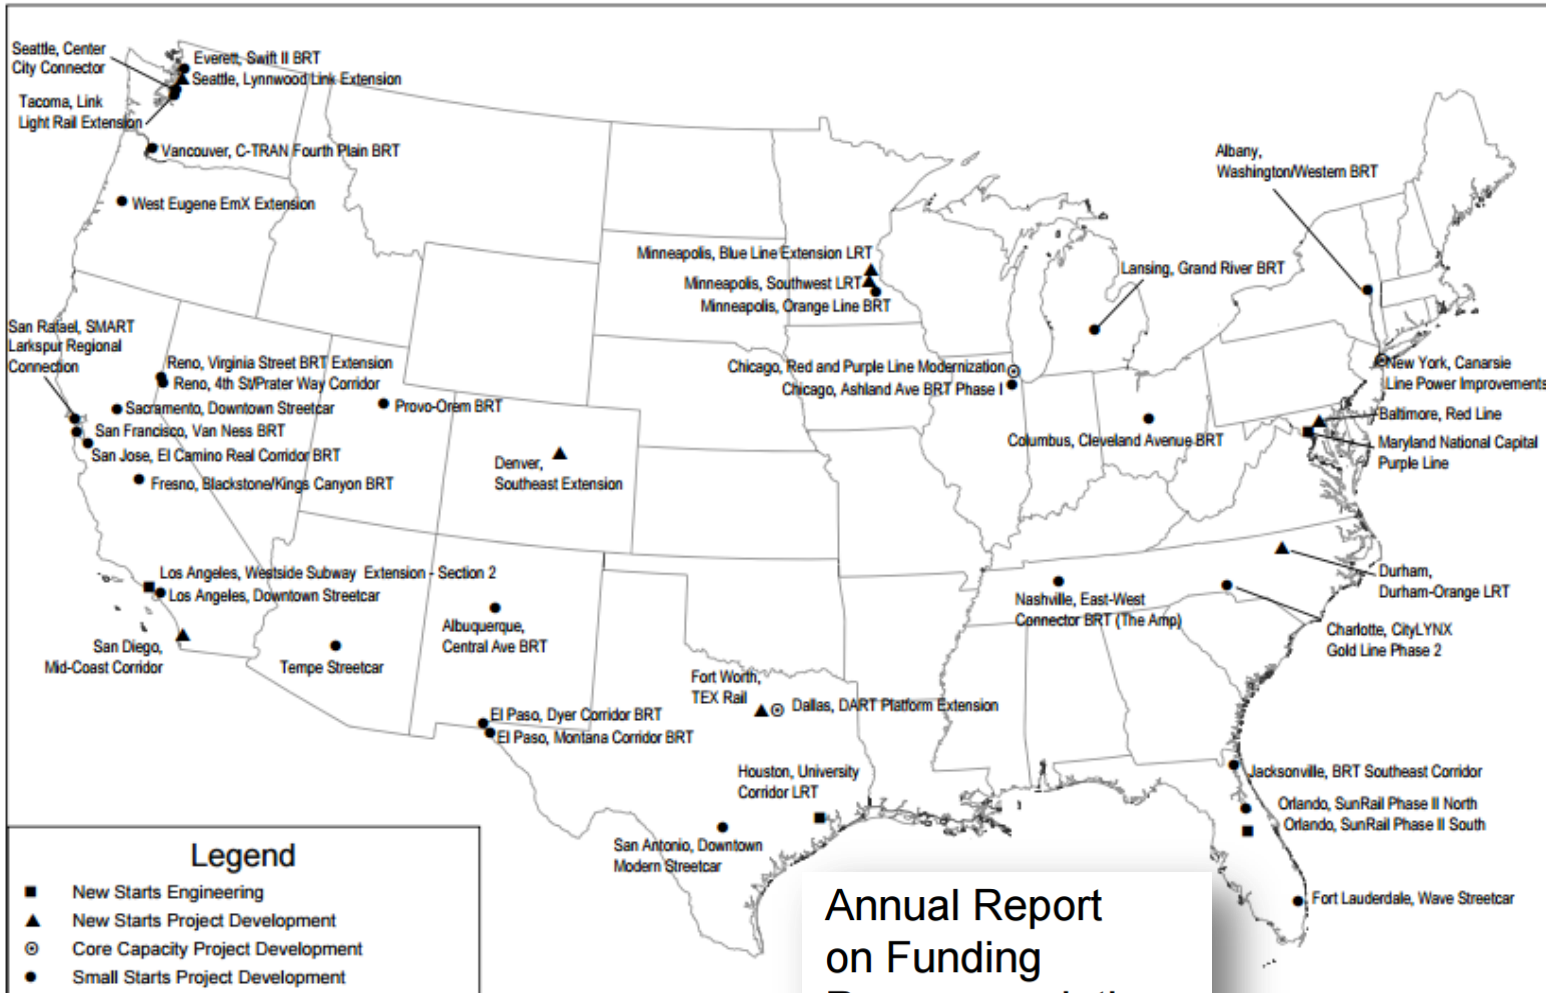 Seattle, Center
City Connector
Everett, Swift II BRT
Seattle, Lynnwood Link Extension
Tacoma, Link
Light Rail Extension
Vancouver, C-TRAN Fourth Plain BRT
West Eugene EmX Extension
Albany,
Washington/Western BRT
Minneapolis, Blue Line Extension LRT
Minneapolis, Southwest LRT
Minneapolis, Orange Line BRT
Lansing, Grand River BRT
San Rafael, SMART
Larkspur Regional
Connection
Reno, Virginia Street BRT Extension
Reno, 4th St/Prater Way Corridor
Sacramento, Downtown Streetcar
San Francisco, Van Ness BRT
San Jose, El Camino Real Corridor BRT
Fresno, Blackstone/Kings Canyon BRT
Provo-Orem BRT
Denver,
Southeast Extension
Chicago, Red and Purple Line Modernization
Chicago, Ashland Ave BRT Phase I
Columbus, Cleveland Avenue BRT
New York, Canarsie
Line Power Improvements
Baltimore, Red Line
Maryland National Capital
Purple Line
Los Angeles, Westside Subway Extension - Section 2
Los Angeles, Downtown Streetcar
San Diego,
Mid-Coast Corridor
Tempe Streetcar
Albuquerque,
Central Ave BRT
Nashville, East-West
Connector BRT (The Amp)
Durham,
Durham-Orange LRT
Charlotte, CityLYNX
Gold Line Phase 2
Fort Worth,
TEX Rail
Dallas, DART Platform Extension
El Paso, Dyer Corridor BRT
El Paso, Montana Corridor BRT
Houston, University
Corridor LRT
San Antonio, Downtown
Modern Streetcar
Jacksonville, BRT Southeast Corridor
Orlando, SunRail Phase II North
Orlando, SunRail Phase II South
Fort Lauderdale, Wave Streetcar
Legend
New Starts Engineering
New Starts Project Development
Core Capacity Project Development
Small Starts Project Development
Annual Report
on Funding